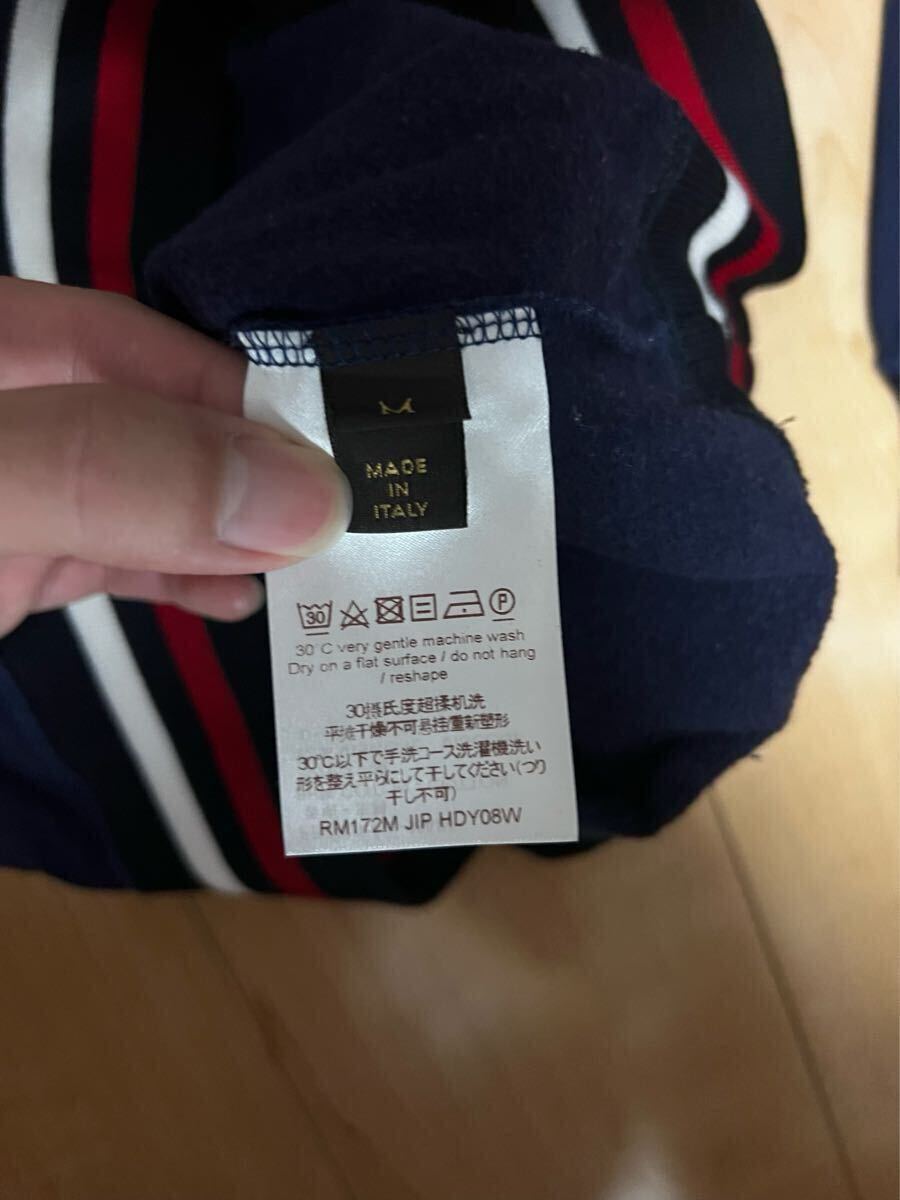 M
MADE
IN
ITALY
30
P
30°C very gentle machine wash
Dry on a flat surface / do not hang
/ reshape
30摄氏度超揉机洗
平摊干燥不可号挂重新塑形
30℃以下で手洗コース洗濯機洗い
形を整え平らにして干してください(つり
干し不可)
RM172M JIP HDY08W